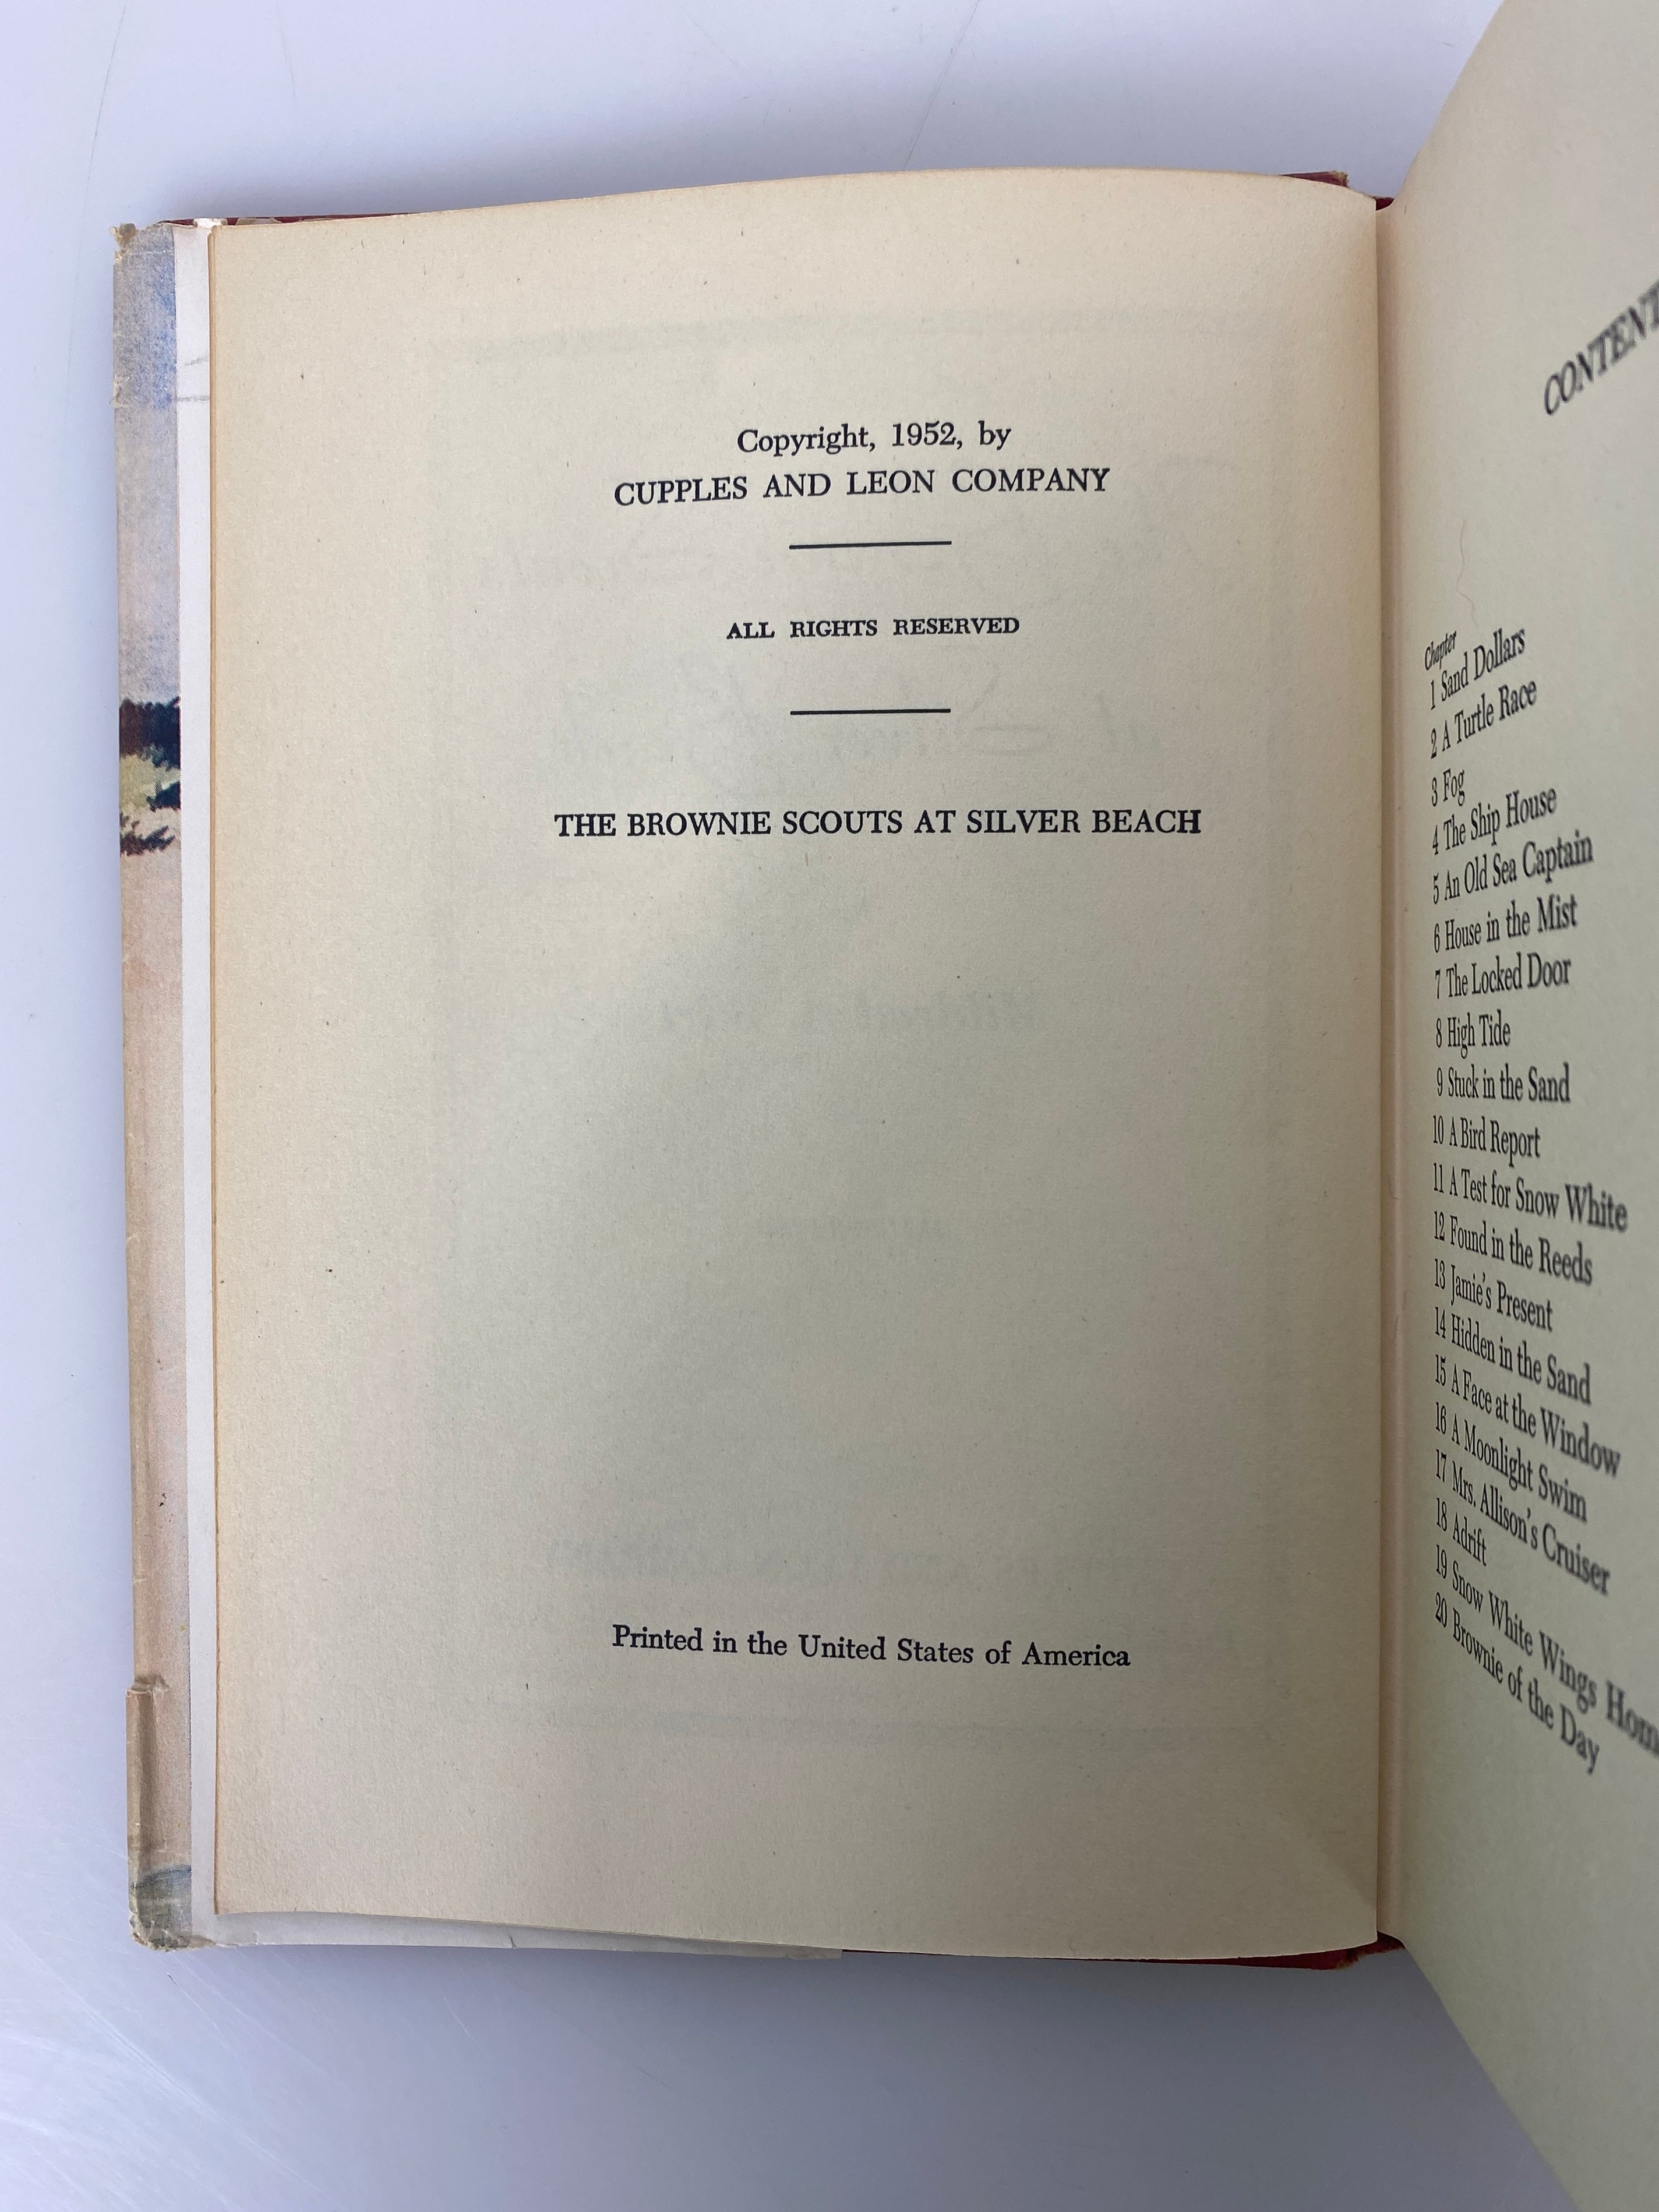 Copyright, 1952, by
CUPPLES AND LEON COMPANY
ALL RIGHTS RESERVED
THE BROWNIE SCOUTS AT SILVER BEACH
Printed in the United States of America
CONTENT
Chapter
1 Sand Dollars
2 A Turtle Race
3 Fog
4 The Ship House
5 An Old Sea Captain
6 House in the Mist
7 The Locked Door
8 High Tide
9 Stuck in the Sand
10 A Bird Report
11 A Test for Snow White
12 Found in the Reeds
13 Jamie's Present
14 Hidden in the Sand
15 A Face at the Window
16 A Moonlight Swim
17 Mrs. Allison's Cruiser
18 Adrift
19 Snow White Wings Hom
20 Brownie of the Day